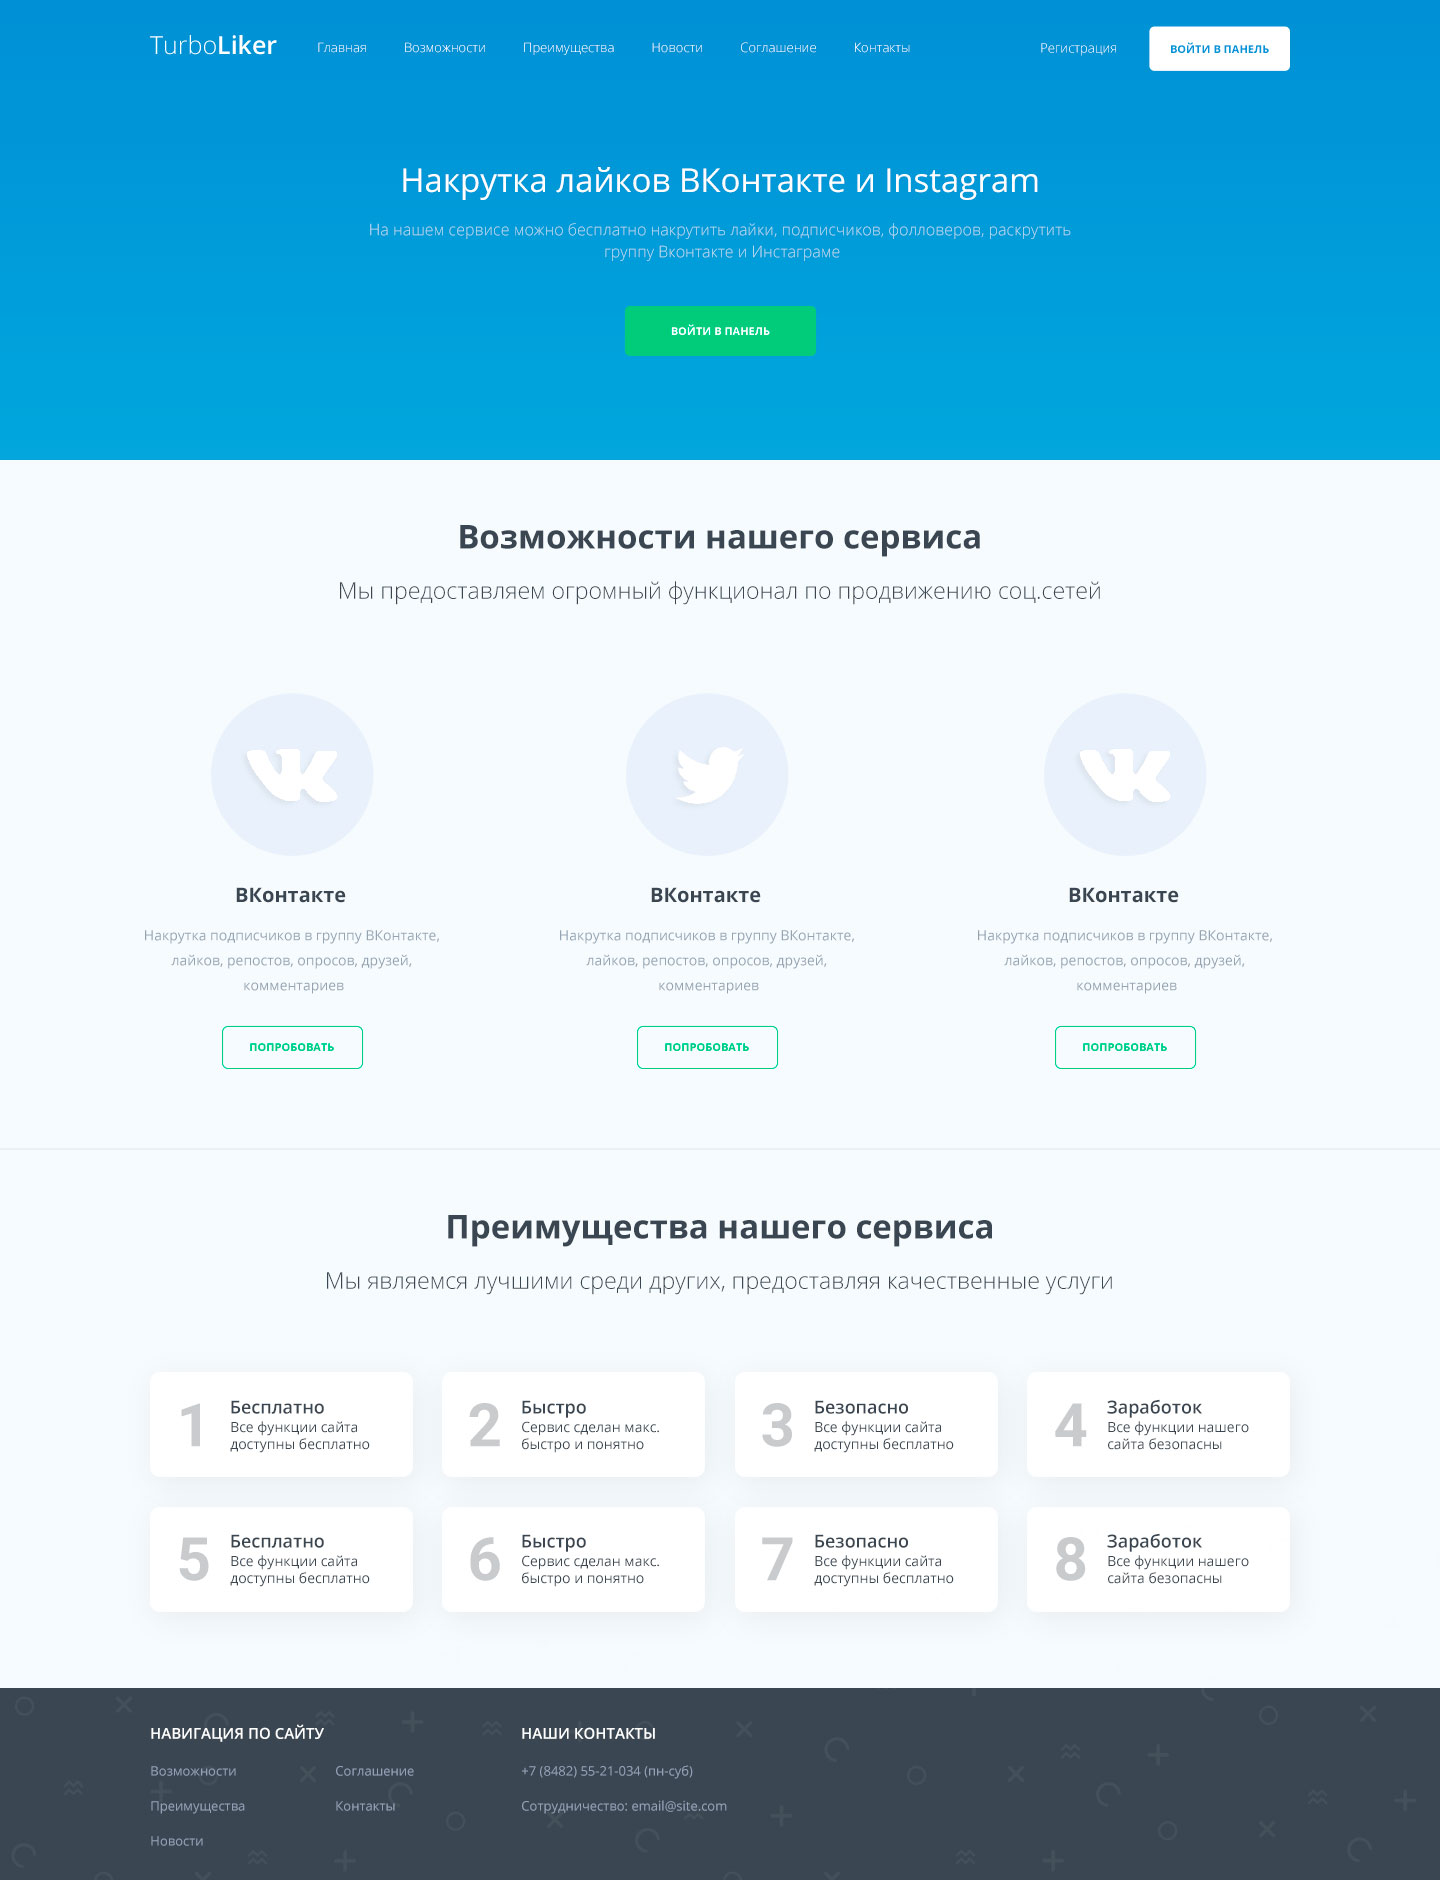 TurboLiker
Главная
Возможности
Преимущества
Новости
Соглашение
Контакты
Регистрация
ВОЙТИ В ПАНЕЛЬ
Накрутка лайков ВКонтакте и Instagram
На нашем сервисе можно бесплатно накрутить лайки, подписчиков, фолловеров, раскрутить
группу Вконтакте и Инстаграме
ВОЙТИ В ПАНЕЛЬ
Возможности нашего сервиса
Мы предоставляем огромный функционал по продвижению соц.сетей
ВКонтакте
Накрутка подписчиков в группу ВКонтакте,
лайков, репостов, опросов, друзей,
комментариев
ПОПРОБОВАТЬ
ВКонтакте
Накрутка подписчиков в группу ВКонтакте,
лайков, репостов, опросов, друзей,
комментариев
ПОПРОБОВАТЬ
ВКонтакте
Накрутка подписчиков в группу ВКонтакте,
лайков, репостов, опросов, друзей,
комментариев
ПОПРОБОВАТЬ
Преимущества нашего сервиса
Мы являемся лучшими среди других, предоставляя качественные услуги
1
Бесплатно
Все функции сайта
доступны бесплатно
2
Быстро
Сервис сделан макс.
быстро и понятно
3
Безопасно
Все функции сайта
доступны бесплатно
4
Заработок
Все функции нашего
сайта безопасны
5
Бесплатно
Все функции сайта
доступны бесплатно
6
Быстро
Сервис сделан макс.
быстро и понятно
7
Безопасно
Все функции сайта
доступны бесплатно
8
Заработок
Все функции нашего
сайта безопасны
НАВИГАЦИЯ ПО САЙТУ
Возможности
Преимущества
Новости
Соглашение
Контакты
НАШИ КОНТАКТЫ
+7 (8482) 55-21-034 (пн-суб)
Сотрудничество: email@site.com